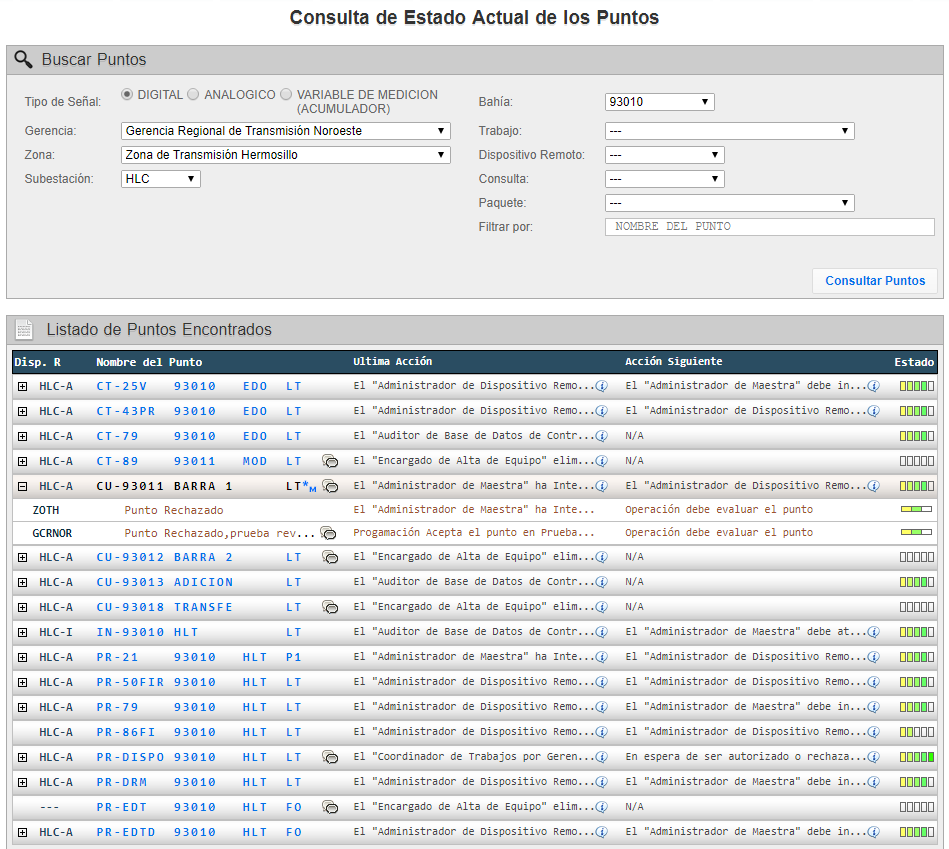 Consulta de Estado Actual de los Puntos
Buscar Puntos
Tipo de Señal: DIGITAL ANALOGICO VARIABLE DE MEDICION (ACUMULADOR)
Bahía: 93010
Gerencia: Gerencia Regional de Transmisión Noroeste
Trabajo: ---
Zona: Zona de Transmisión Hermosillo
Dispositivo Remoto: ---
Subestación: HLC
Consulta: ---
Paquete: ---
Filtrar por: NOMBRE DEL PUNTO
Consultar Puntos
Listado de Puntos Encontrados
Disp. R Nombre del Punto Ultima Acción Acción Siguiente Estado
HLC-A CT-25V 93010 EDO LT El "Administrador de Dispositivo Remo... El "Administrador de Maestra" debe in...
HLC-A CT-43PR 93010 EDO LT El "Administrador de Dispositivo Remo... El "Administrador de Dispositivo Remo...
HLC-A CT-79 93010 EDO LT El "Auditor de Base de Datos de Contr... N/A
HLC-A CT-89 93011 MOD LT El "Encargado de Alta de Equipo" elim... N/A
HLC-A CU-93011 BARRA 1 LT*M El "Administrador de Maestra" ha Inte... El "Administrador de Dispositivo Remo...
ZOTH Punto Rechazado El "Administrador de Maestra" ha Inte... Operación debe evaluar el punto
GCRNOR Punto Rechazado,prueba rev... Progamación Acepta el punto en Prueba... Operación debe evaluar el punto
HLC-A CU-93012 BARRA 2 LT El "Encargado de Alta de Equipo" elim... N/A
HLC-A CU-93013 ADICION LT El "Auditor de Base de Datos de Contr... N/A
HLC-A CU-93018 TRANSFE LT El "Encargado de Alta de Equipo" elim... N/A
HLC-I IN-93010 HLT LT El "Auditor de Base de Datos de Contr... El "Administrador de Maestra" debe at...
HLC-A PR-21 93010 HLT P1 El "Administrador de Maestra" ha Inte... El "Administrador de Dispositivo Remo...
HLC-A PR-50FIR 93010 HLT LT El "Administrador de Dispositivo Remo... El "Administrador de Dispositivo Remo...
HLC-A PR-79 93010 HLT LT El "Administrador de Dispositivo Remo... El "Administrador de Maestra" debe in...
HLC-A PR-86FI 93010 HLT LT El "Administrador de Dispositivo Remo... El "Administrador de Dispositivo Remo...
HLC-A PR-DISPO 93010 HLT LT El "Coordinador de Trabajos por Geren... En espera de ser autorizado o rechaza...
HLC-A PR-DRM 93010 HLT LT El "Administrador de Dispositivo Remo... El "Administrador de Maestra" debe in...
--- PR-EDT 93010 HLT FO El "Encargado de Alta de Equipo" elim... N/A
HLC-A PR-EDTD 93010 HLT FO El "Administrador de Dispositivo Remo... El "Administrador de Maestra" debe in...